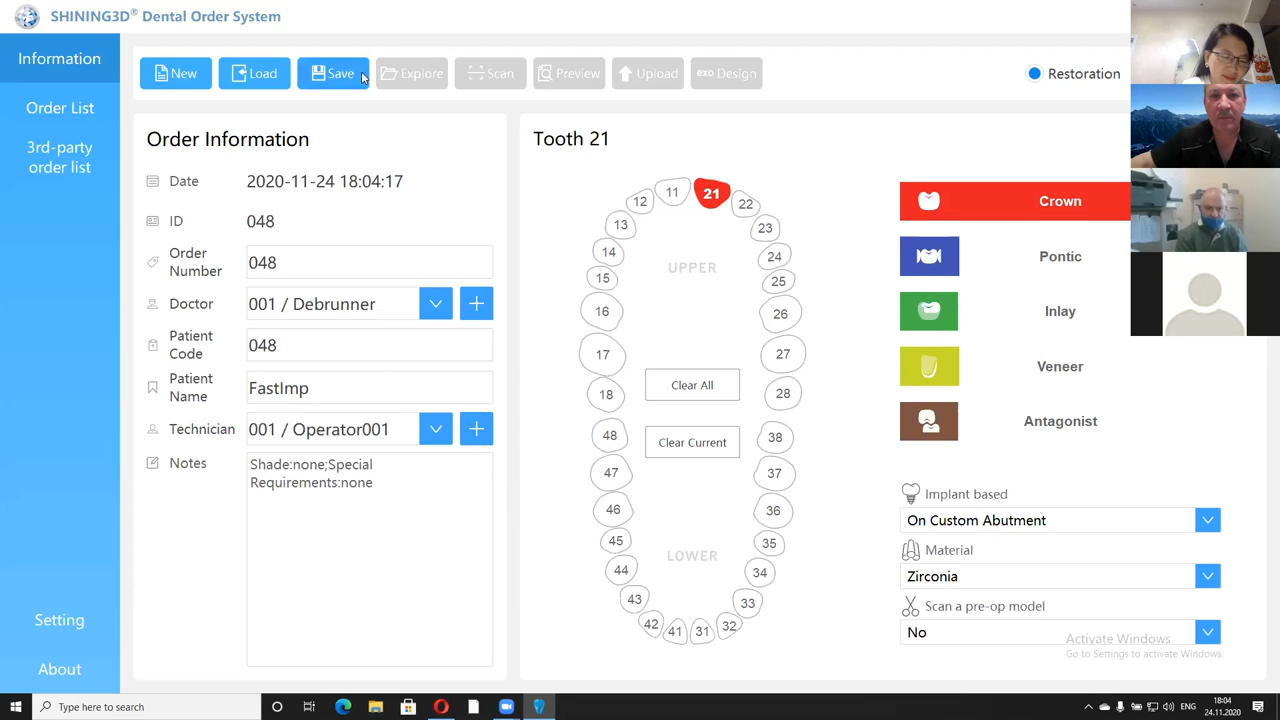 SHINING3D® Dental Order System
Information
Order List
3rd-party
order list
Setting
About
New
Load
Save
Explore
Scan
Preview
Upload
exo Design
Restoration
Order Information
Date
2020-11-24 18:04:17
ID
048
Order
Number
048
Doctor
001 / Debrunner
Patient
Code
048
Patient
Name
FastImp
Technician
001 / Operator001
Notes
Shade:none;Special
Requirements:none
Tooth 21
11
21
12
22
13
23
14
24
15
25
16
26
17
27
18
28
UPPER
Clear All
Clear Current
48
38
47
37
46
36
45
35
44
34
43
33
42
41
31
32
LOWER
Crown
Pontic
Inlay
Veneer
Antagonist
Implant based
On Custom Abutment
Material
Zirconia
Scan a pre-op model
No
Activate Windows
Go to Settings to activate Windows.
Type here to search
ENG
18:04
24.11.2020